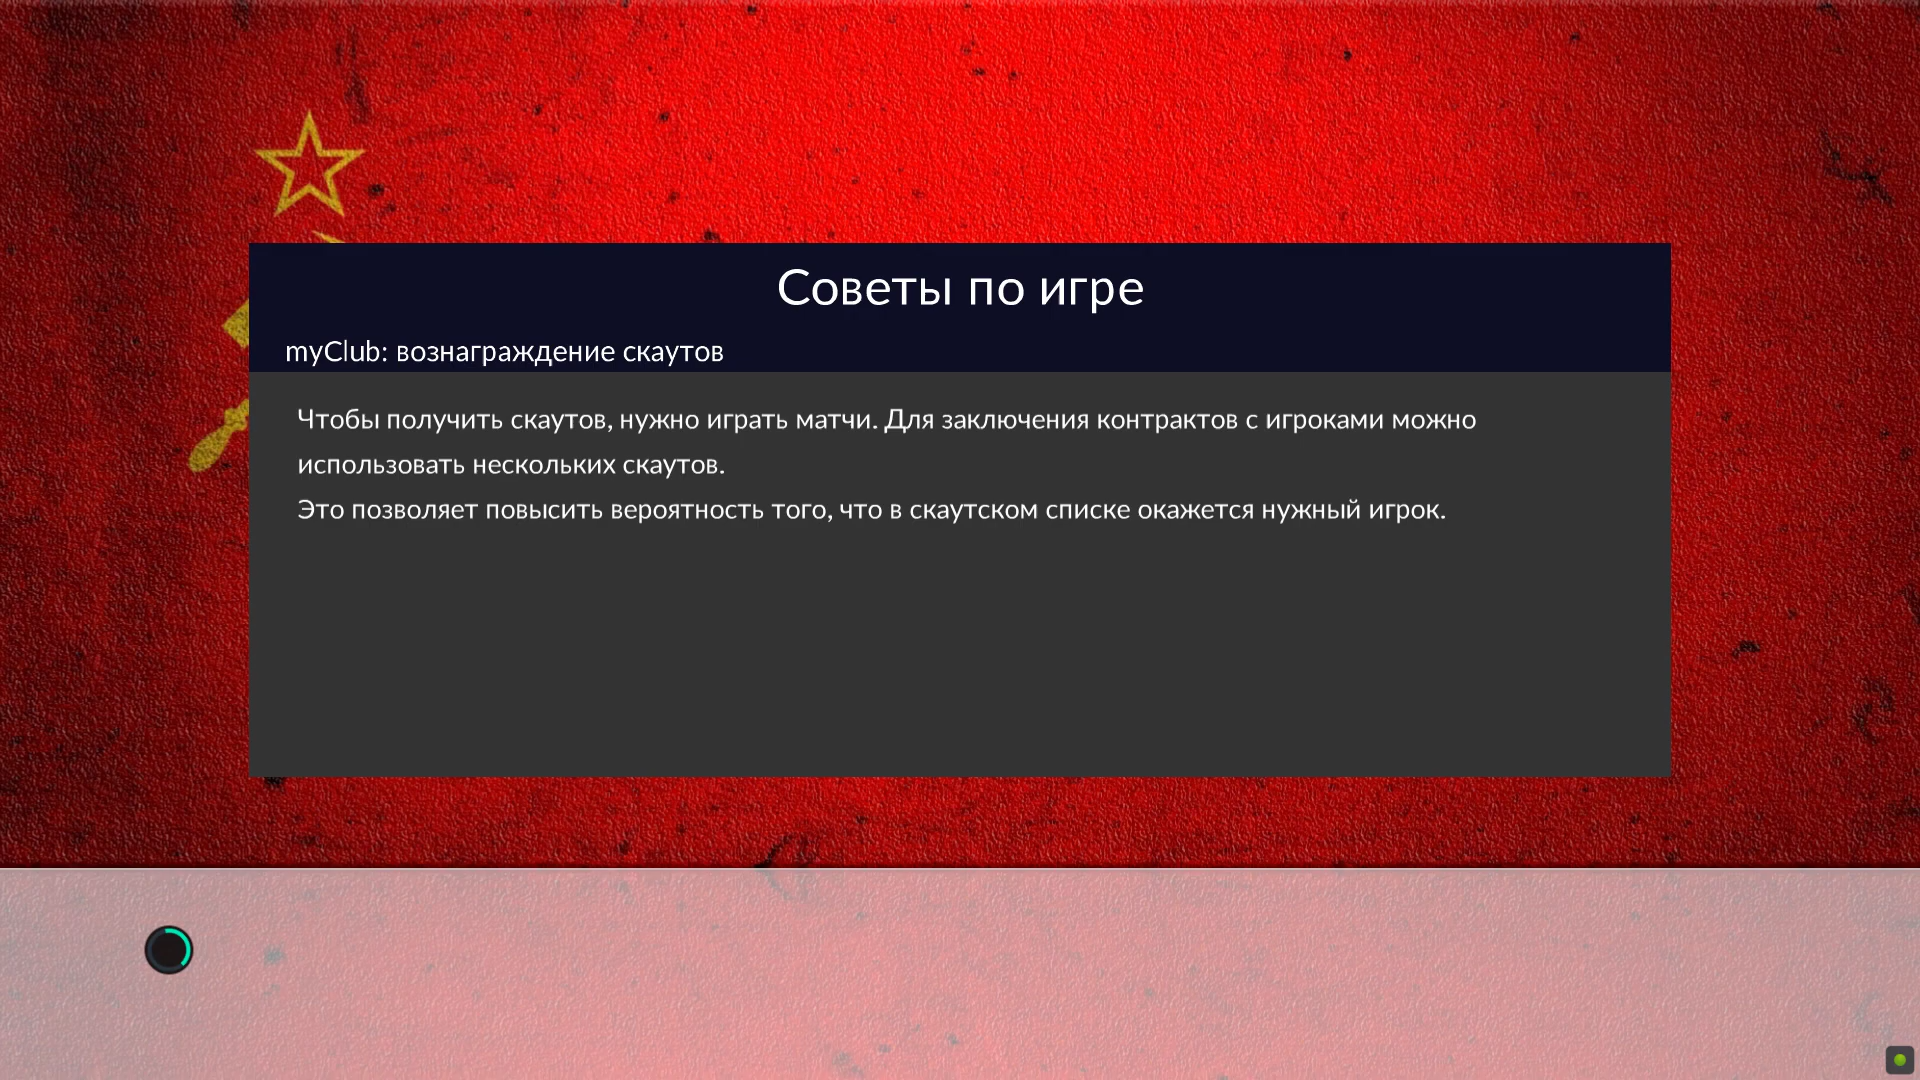 Советы по игре
myClub: вознаграждение скаутов
Чтобы получить скаутов, нужно играть матчи. Для заключения контрактов с игроками можно
использовать нескольких скаутов.
Это позволяет повысить вероятность того, что в скаутском списке окажется нужный игрок.